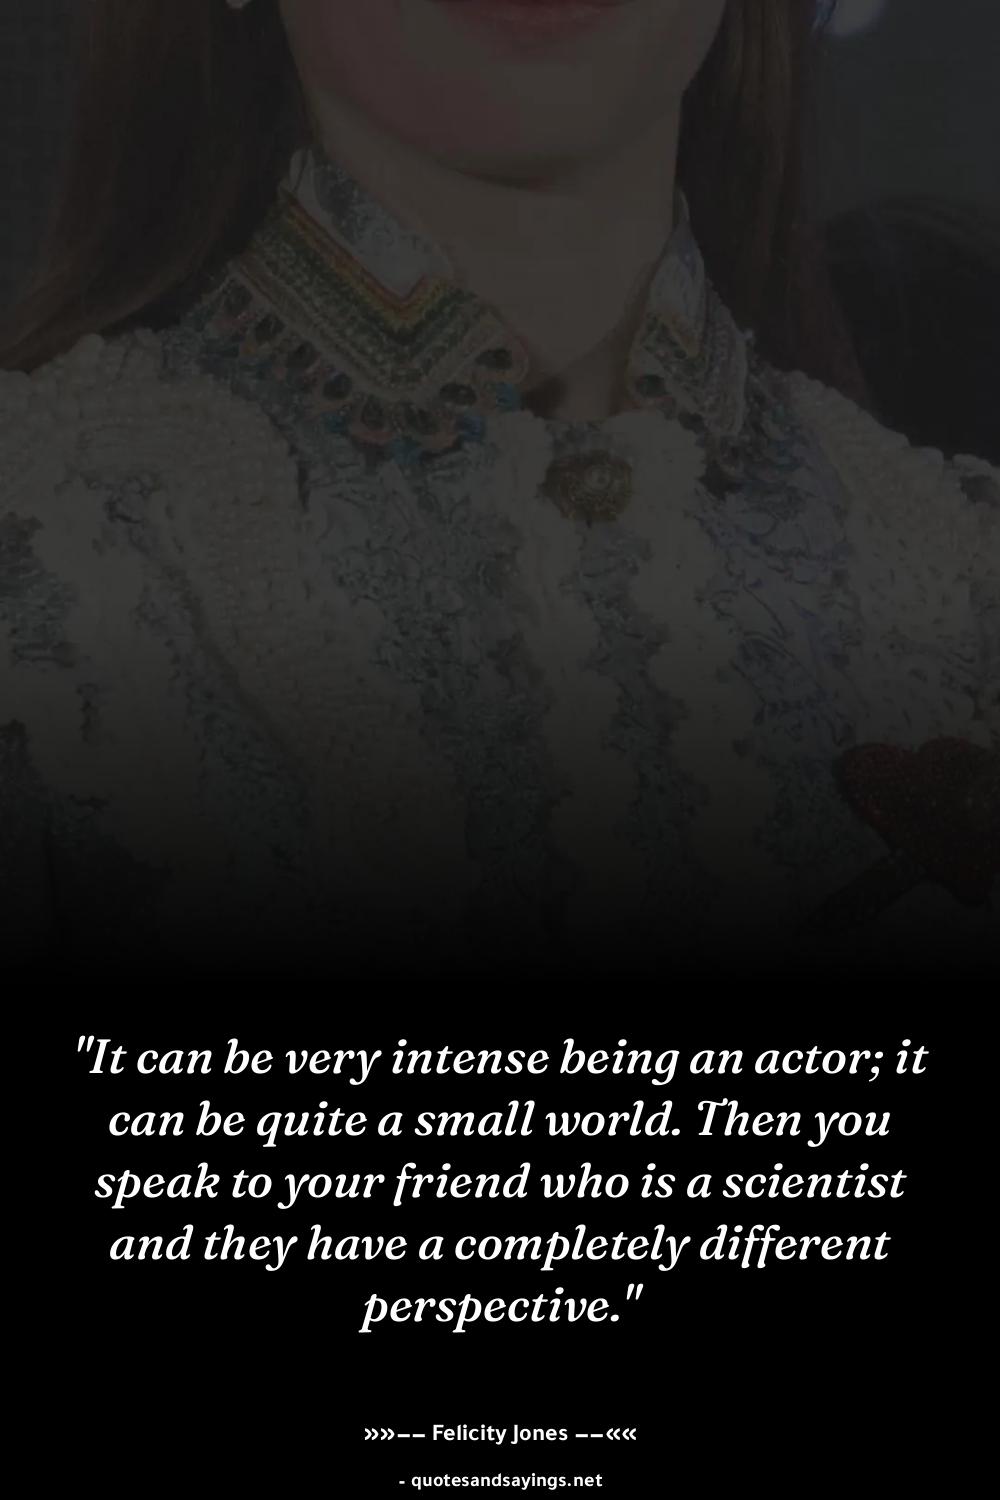 "It can be very intense being an actor; it
can be quite a small world. Then you
speak to your friend who is a scientist
and they have a completely different
perspective."
»»—— Felicity Jones ——««
- quotesandsayings.net